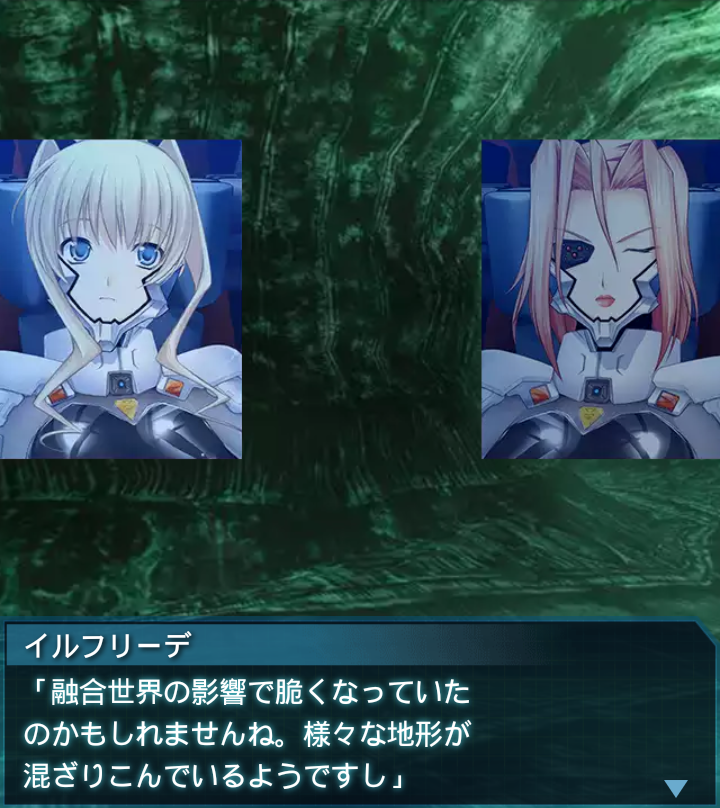 イルフリーデ
「融合世界の影響で脆くなっていた
のかもしれませんね。様々な地形が
混ざりこんでいるようですし」